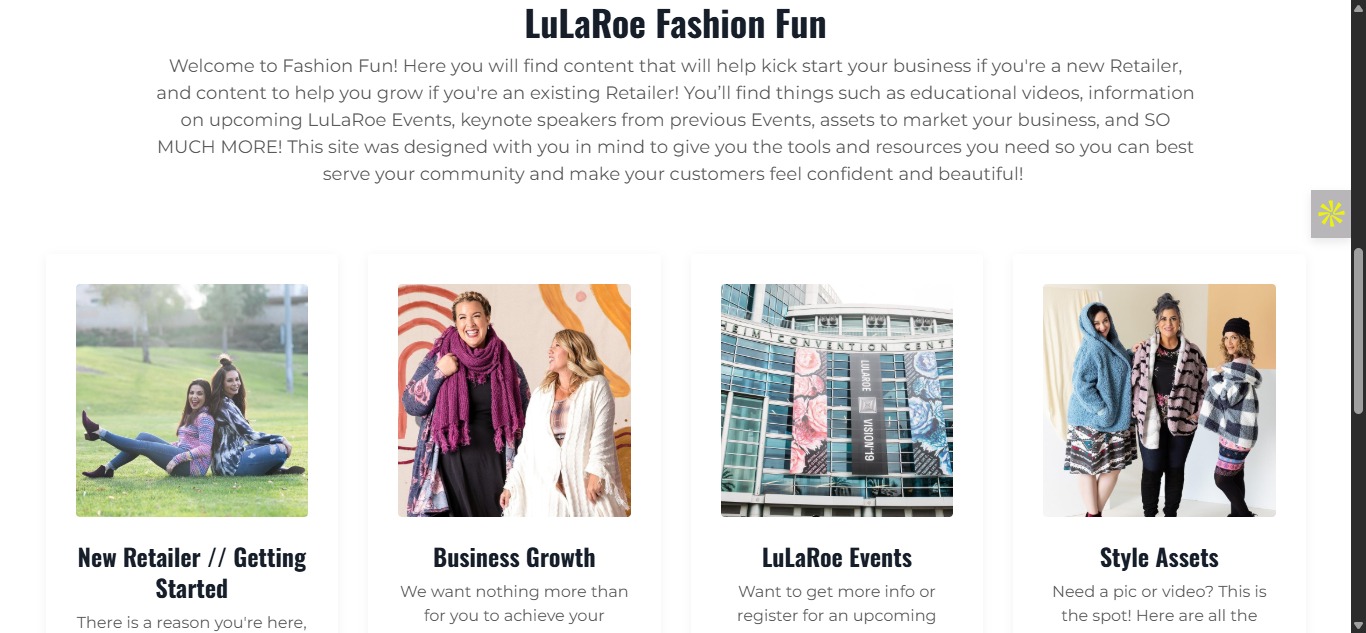 LuLaRoe Fashion Fun
Welcome to Fashion Fun! Here you will find content that will help kick start your business if you're a new Retailer,
and content to help you grow if you're an existing Retailer! You’ll find things such as educational videos, information
on upcoming LuLaRoe Events, keynote speakers from previous Events, assets to market your business, and SO
MUCH MORE! This site was designed with you in mind to give you the tools and resources you need so you can best
serve your community and make your customers feel confident and beautiful!
HEIM CONVENTION CENT
LULAROE VISION'19
New Retailer // Getting
Started
There is a reason you're here,
Business Growth
We want nothing more than
for you to achieve your
LuLaRoe Events
Want to get more info or
register for an upcoming
Style Assets
Need a pic or video? This is
the spot! Here are all the